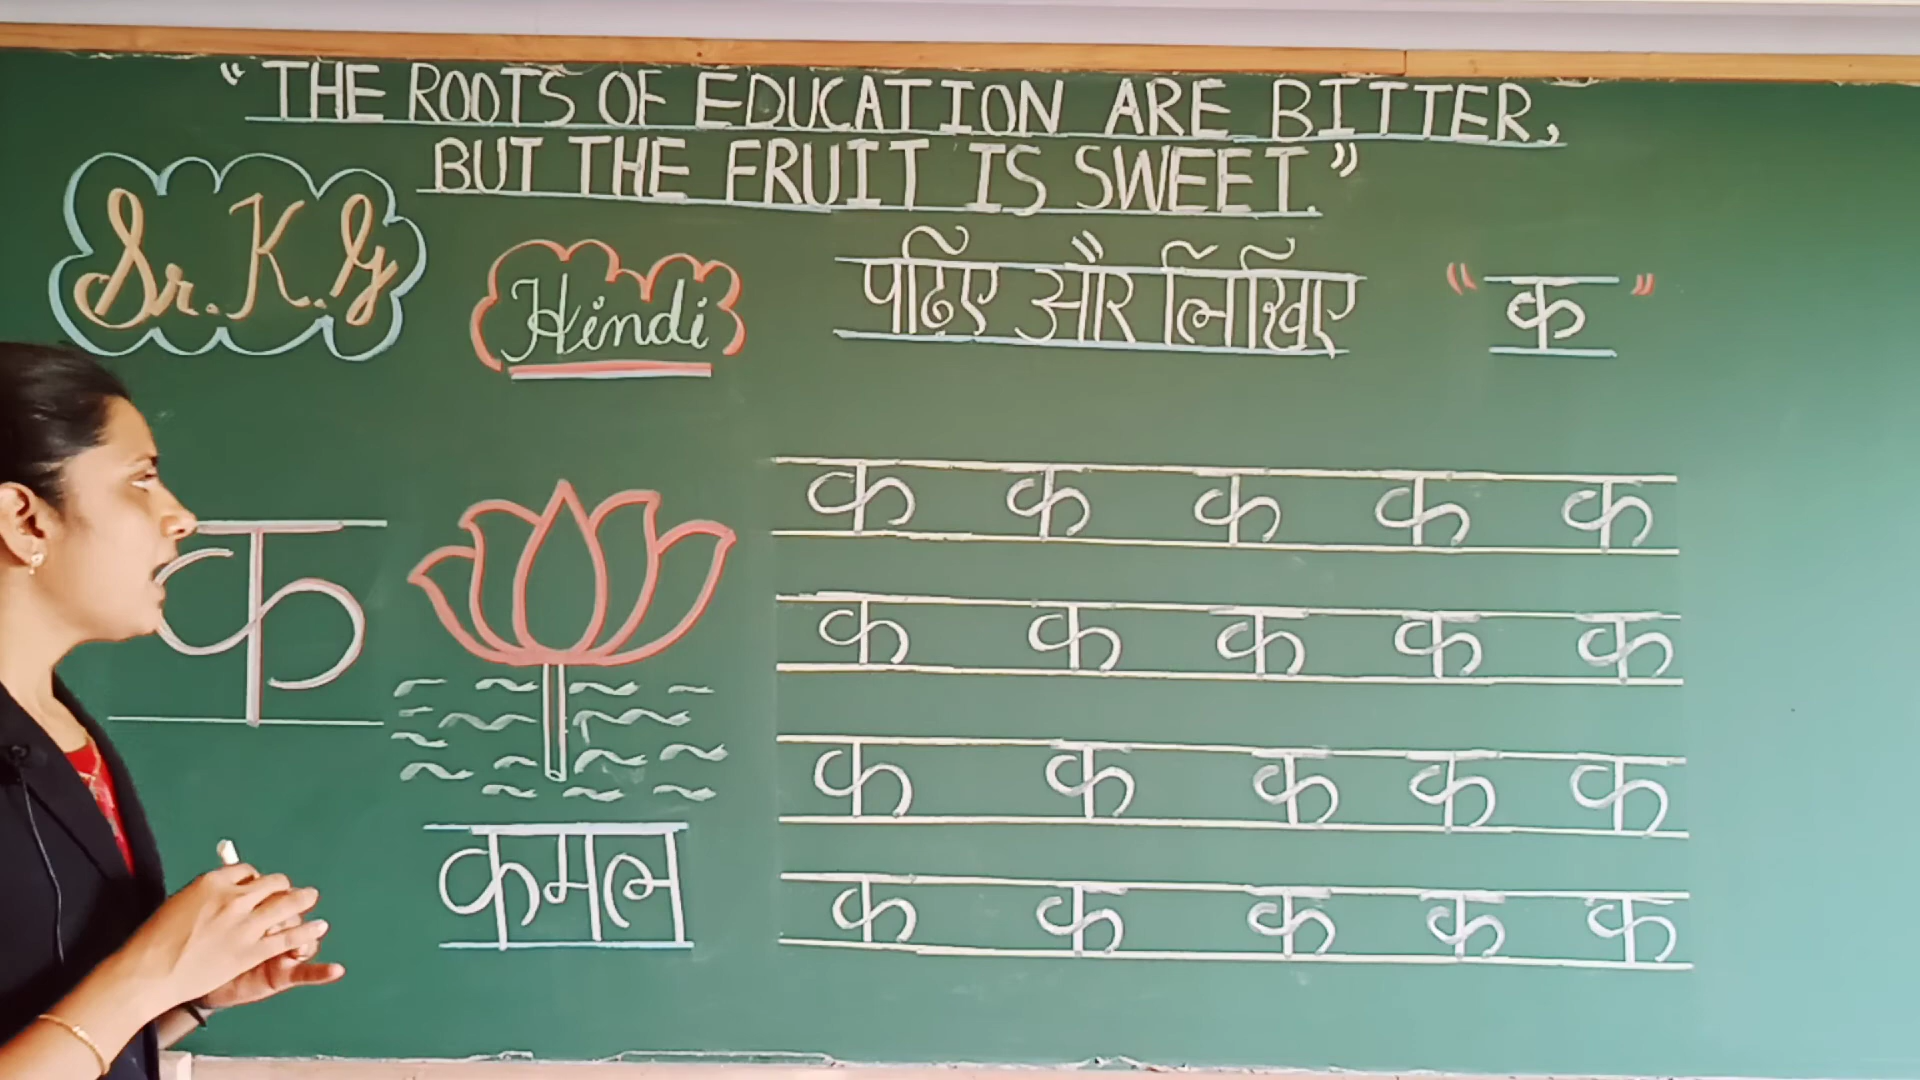 “THE ROOTS OF EDUCATION ARE BITTER,
BUT THE FRUIT IS SWEET.”
Sr. K.G
Hindi
पढ़िए और लिखिए “क”
क
कमल
क क क क क
क क क क क
क क क क क
क क क क क